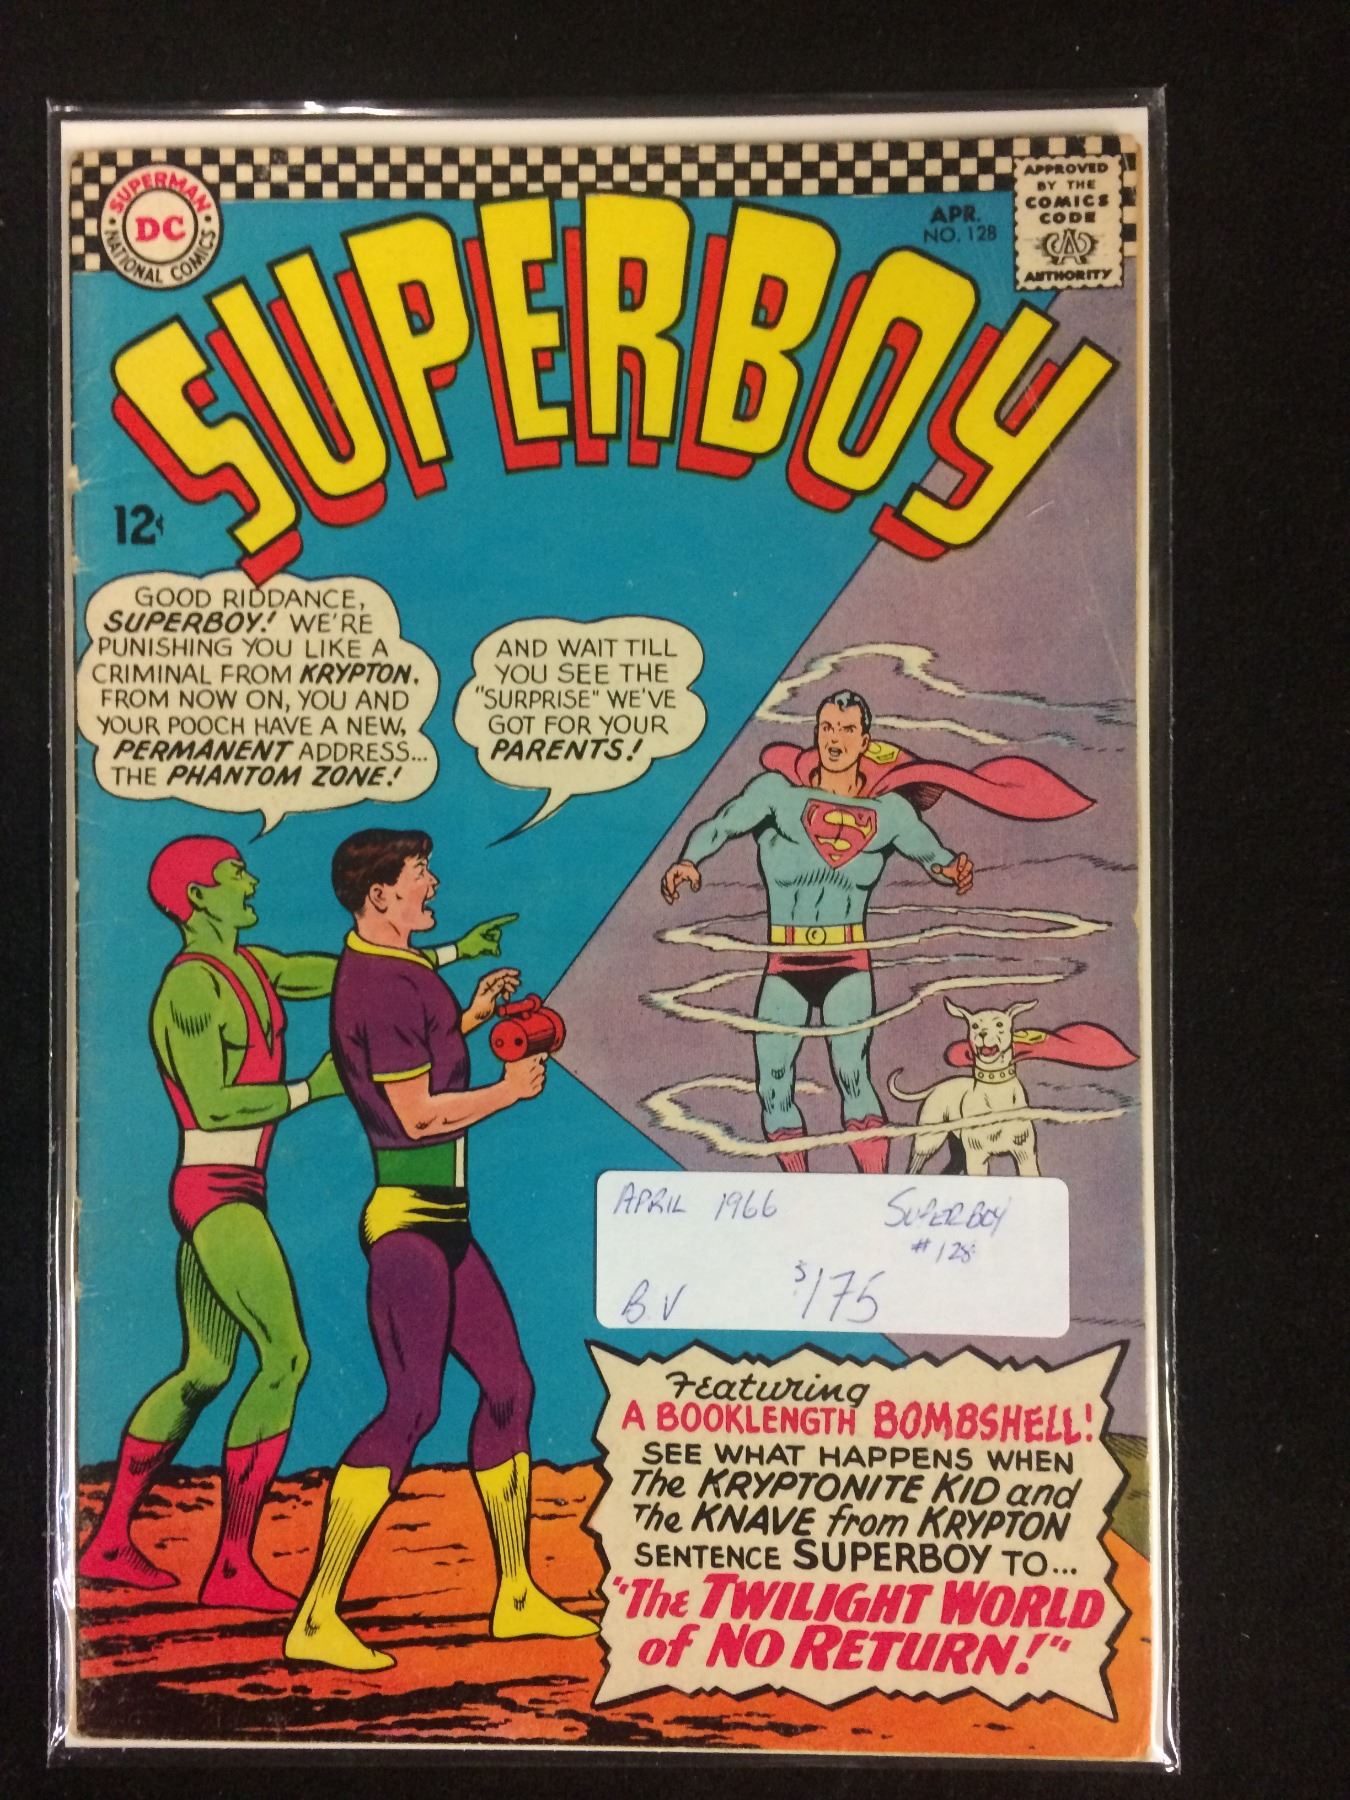 SUPERMAN
DC
NATIONAL COMICS
SUPERBOY
APR.
NO. 128
APPROVED
BY THE
COMICS
CODE
CA
AUTHORITY
12¢
GOOD RIDDANCE,
SUPERBOY! WE'RE
PUNISHING YOU LIKE A
CRIMINAL FROM KRYPTON.
FROM NOW ON, YOU AND
YOUR POOCH HAVE A NEW,
PERMANENT ADDRESS...
THE PHANTOM ZONE!
AND WAIT TILL
YOU SEE THE
"SURPRISE" WE'VE
GOT FOR YOUR
PARENTS!
S
APRIL 1966 SUPERBOY
#128
B.V $175
Featuring
A BOOKLENGTH BOMBSHELL!
SEE WHAT HAPPENS WHEN
The KRYPTONITE KID and
The KNAVE from KRYPTON
SENTENCE SUPERBOY TO...
"The TWILIGHT WORLD
of NO RETURN!"